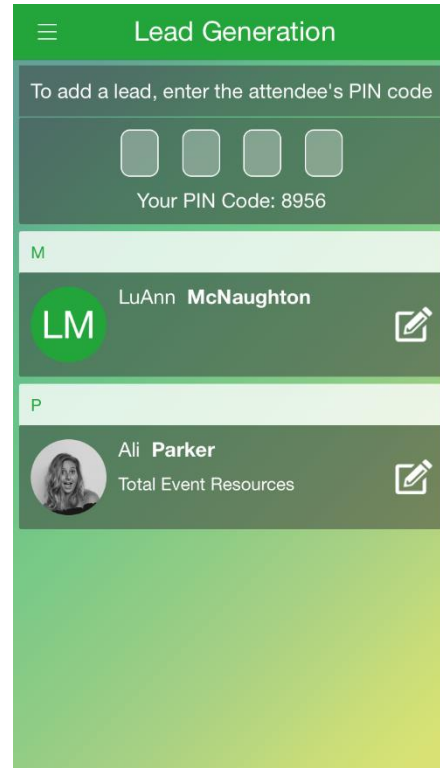 Lead Generation
To add a lead, enter the attendee's PIN code
Your PIN Code: 8956
M
LM
LuAnn McNaughton
P
Ali Parker
Total Event Resources